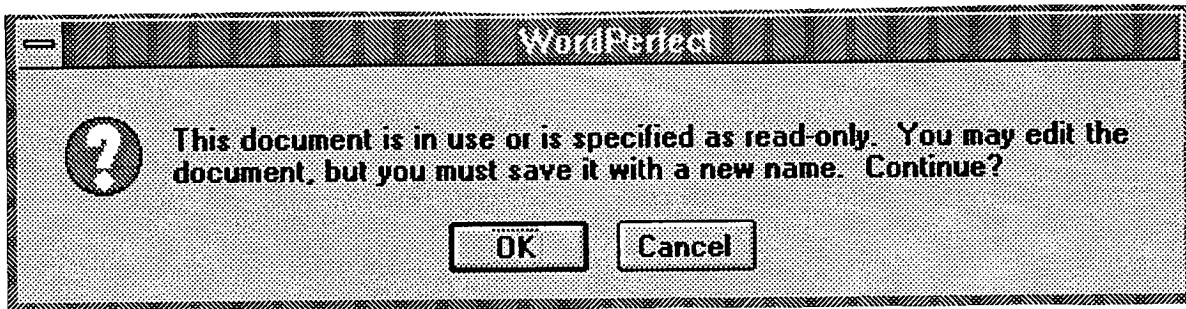 WordPerfect
This document is in use or is specified as read-only. You may edit the
document, but you must save it with a new name. Continue?
OK
Cancel